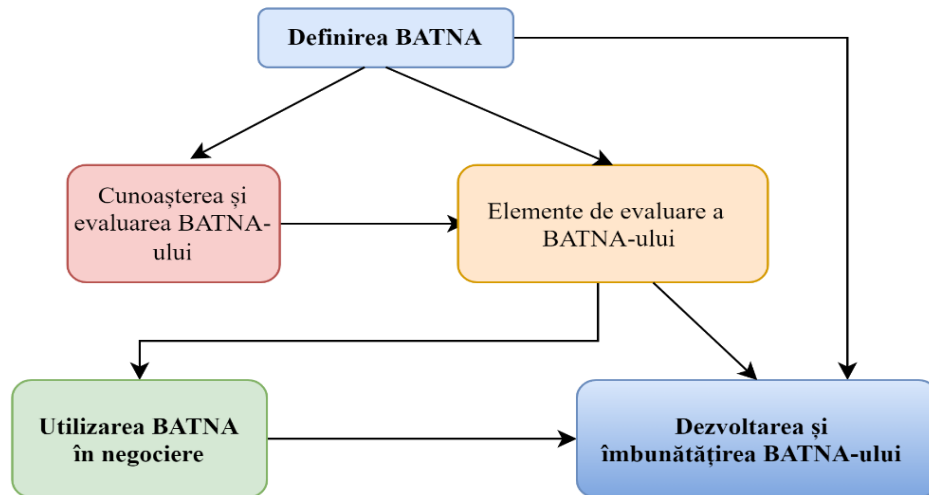 Definirea BATNA
Cunoașterea și
evaluarea BATNA-
ului
Elemente de evaluare a
BATNA-ului
Utilizarea BATNA
în negociere
Dezvoltarea și
îmbunătățirea BATNA-ului